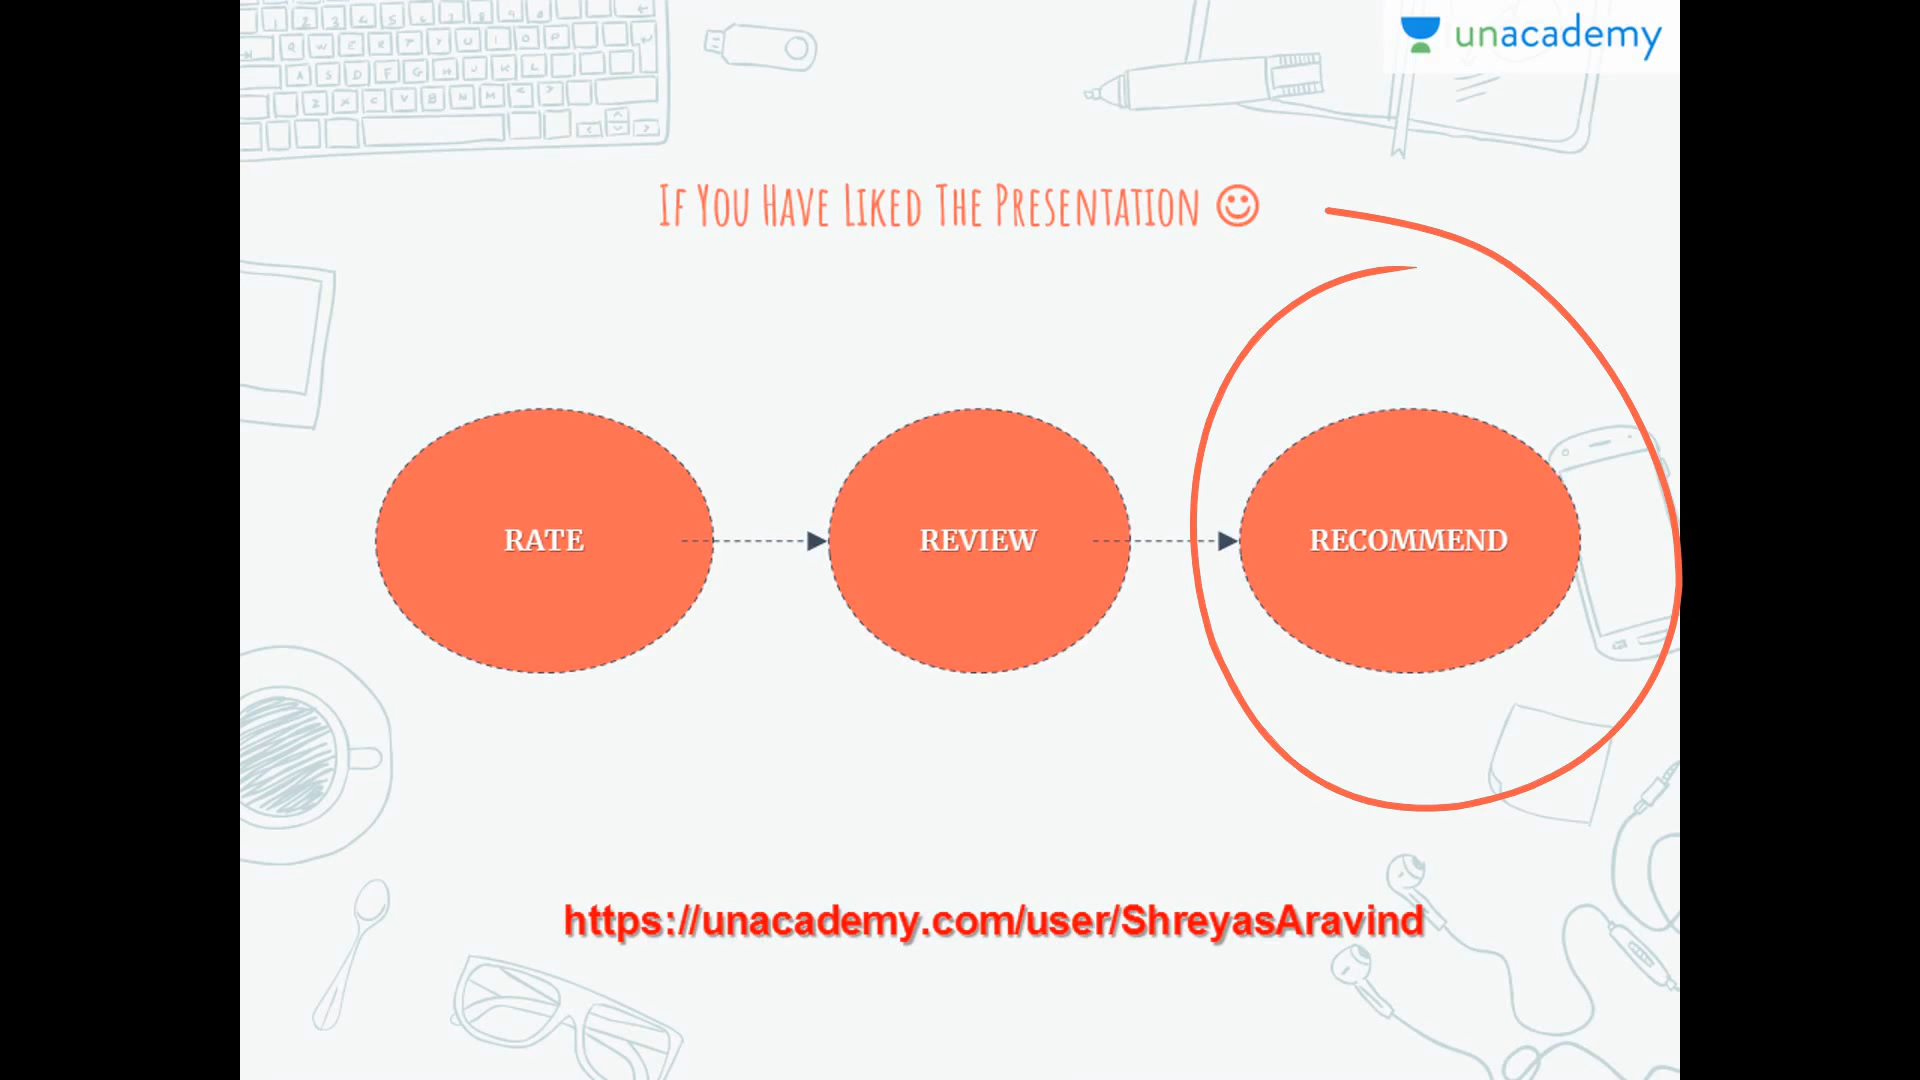 unacademy
If You Have Liked The Presentation ☺
RATE
REVIEW
RECOMMEND
https://unacademy.com/user/ShreyasAravind